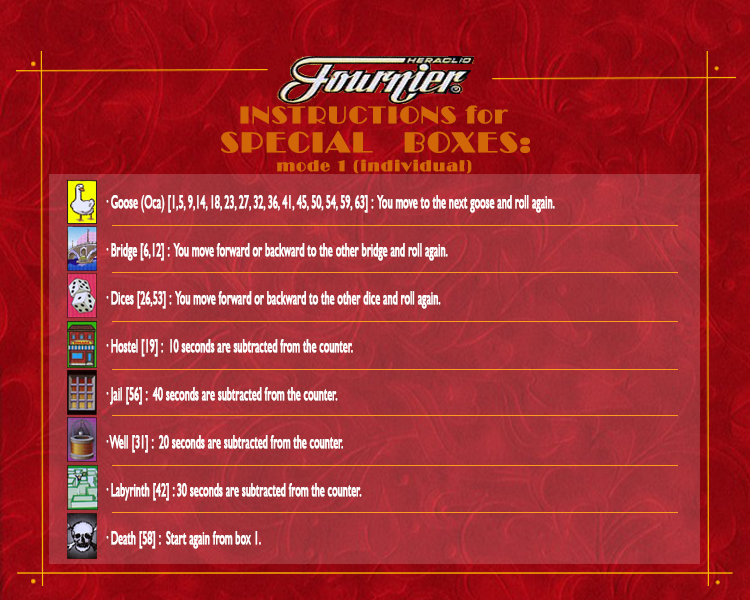 HERACLIO
Fournier®
INSTRUCTIONS for
SPECIAL BOXES:
mode 1 (individual)
· Goose (Oca) [1,5, 9,14, 18, 23, 27, 32, 36, 41, 45, 50, 54, 59, 63] : You move to the next goose and roll again.
· Bridge [6,12] : You move forward or backward to the other bridge and roll again.
· Dices [26,53] : You move forward or backward to the other dice and roll again.
· Hostel [19] : 10 seconds are subtracted from the counter.
· Jail [56] : 40 seconds are subtracted from the counter.
· Well [31] : 20 seconds are subtracted from the counter.
· Labyrinth [42] : 30 seconds are subtracted from the counter.
· Death [58] : Start again from box 1.